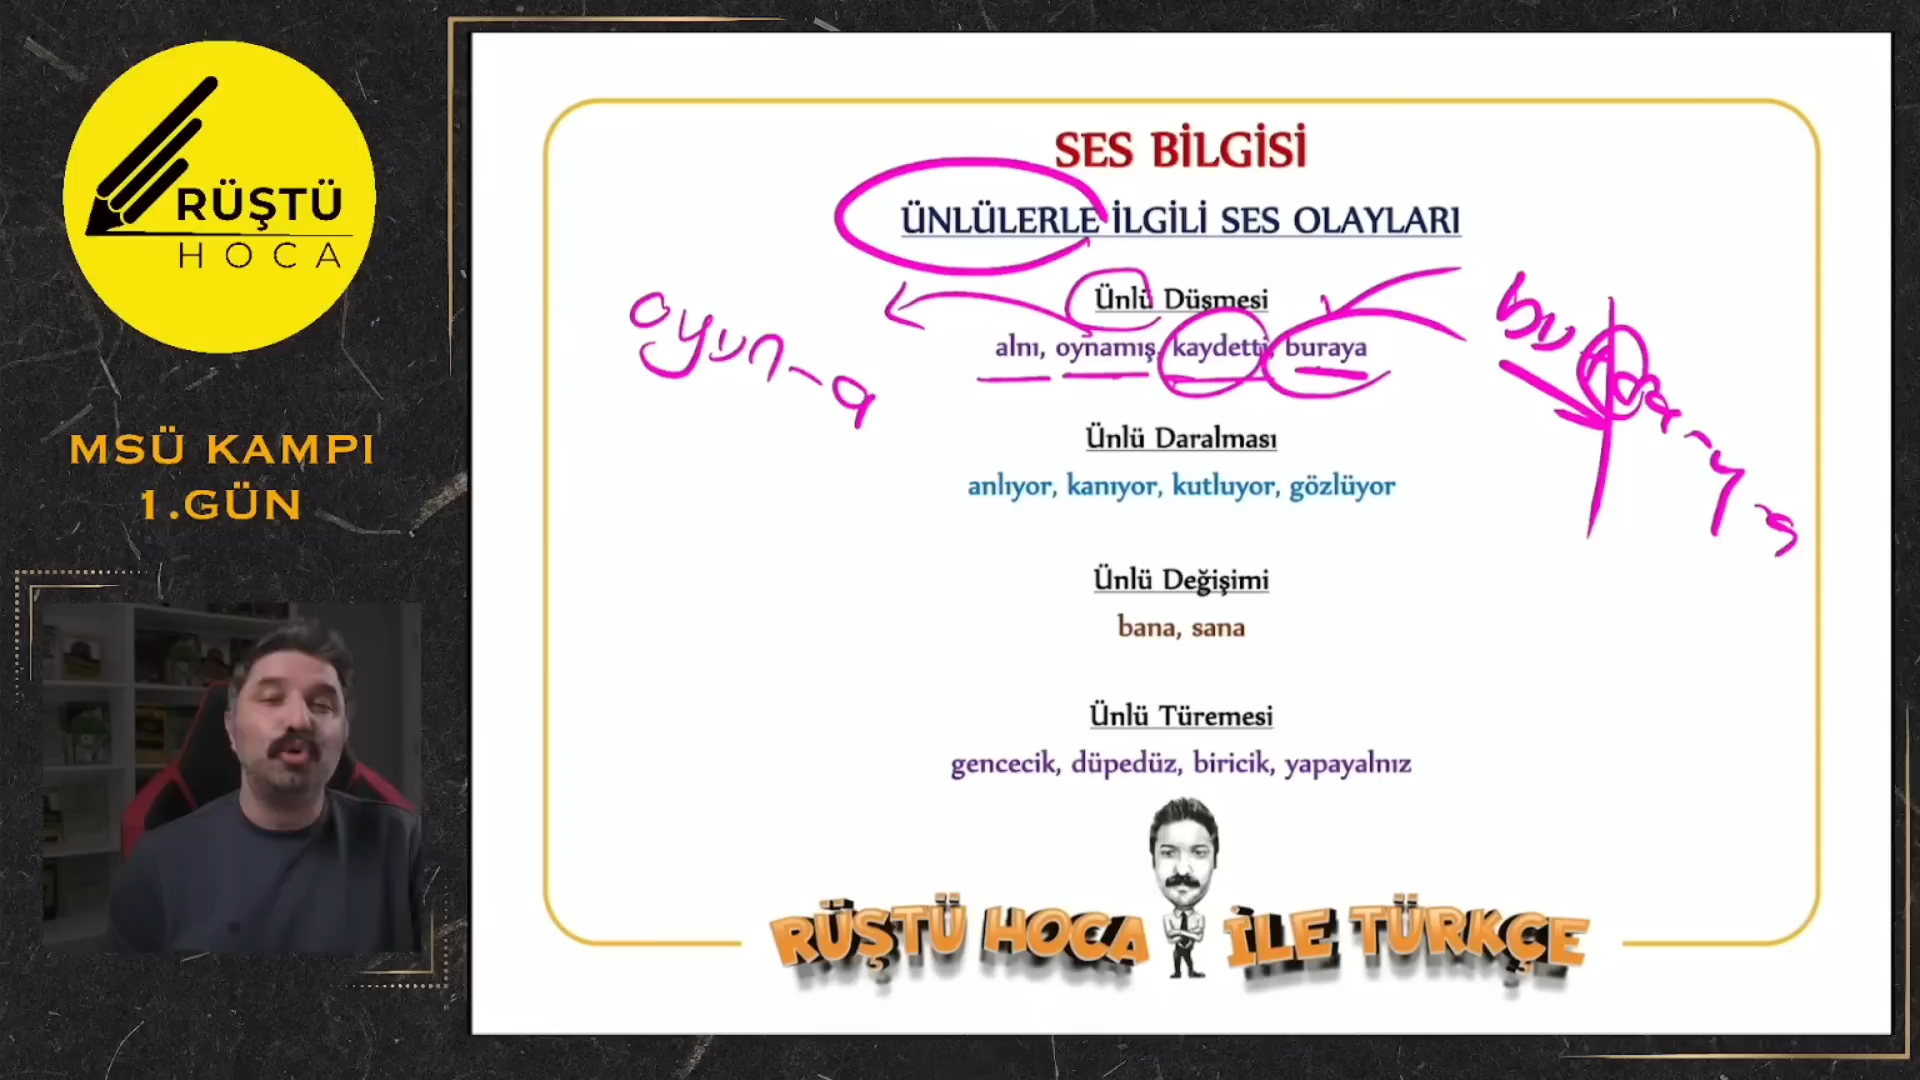 RÜŞTÜ
HOCA
MSÜ KAMPI
1.GÜN
SES BİLGİSİ
ÜNLÜLERLE İLGİLİ SES OLAYLARI
Ünlü Düşmesi
alnı, oynamış, kaydetti, buraya
oyun-a
Ünlü Daralması
anlıyor, kanıyor, kutluyor, gözlüyor
Ünlü Değişimi
bana, sana
Ünlü Türemesi
gencecik, düpedüz, biricik, yapayalnız
RÜŞTÜ HOCA İLE TÜRKÇE